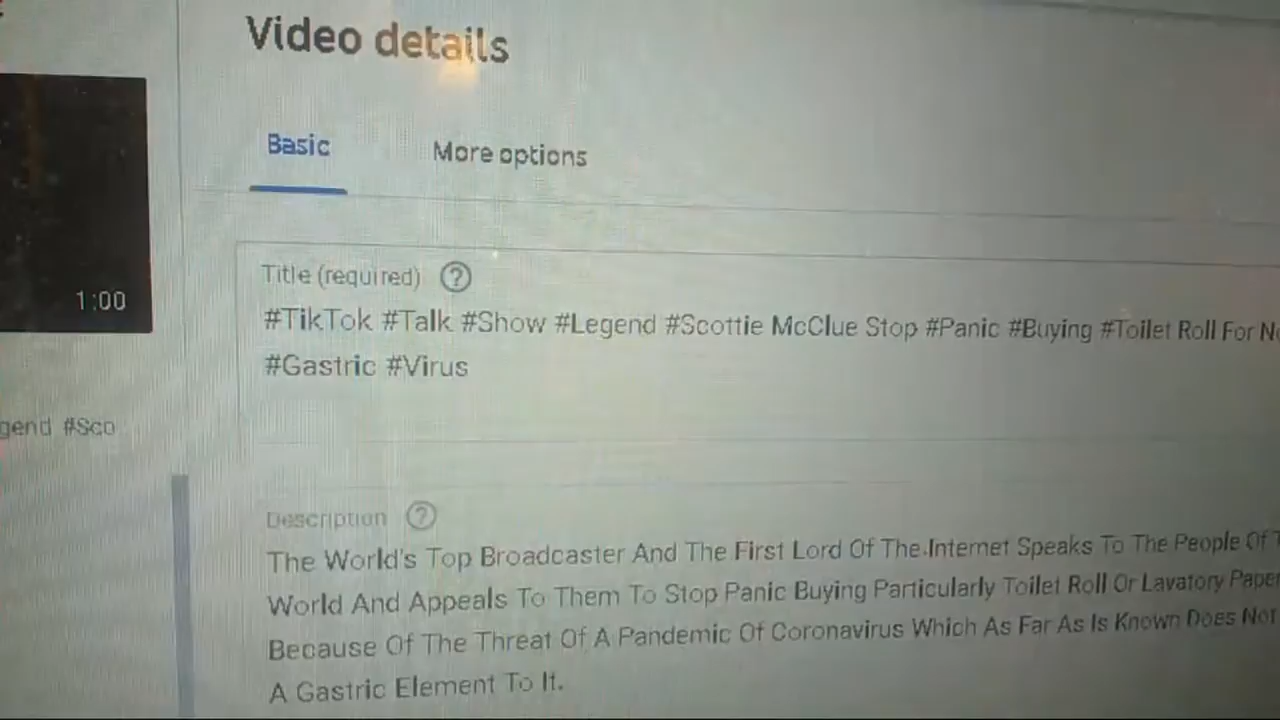 Video details
Basic
More options
1:00
Title (required) ?
#TikTok #Talk #Show #Legend #Scottie McClue Stop #Panic #Buying #Toilet Roll For
#Gastric #Virus
gend #Sco
Description ?
The World's Top Broadcaster And The First Lord Of The Internet Speaks To The People Of
World And Appeals To Them To Stop Panic Buying Particularly Toilet Roll Or Lavatory Paper
Because Of The Threat Of A Pandemic Of Coronavirus Which As Far As Is Known Does Not
A Gastric Element To It.